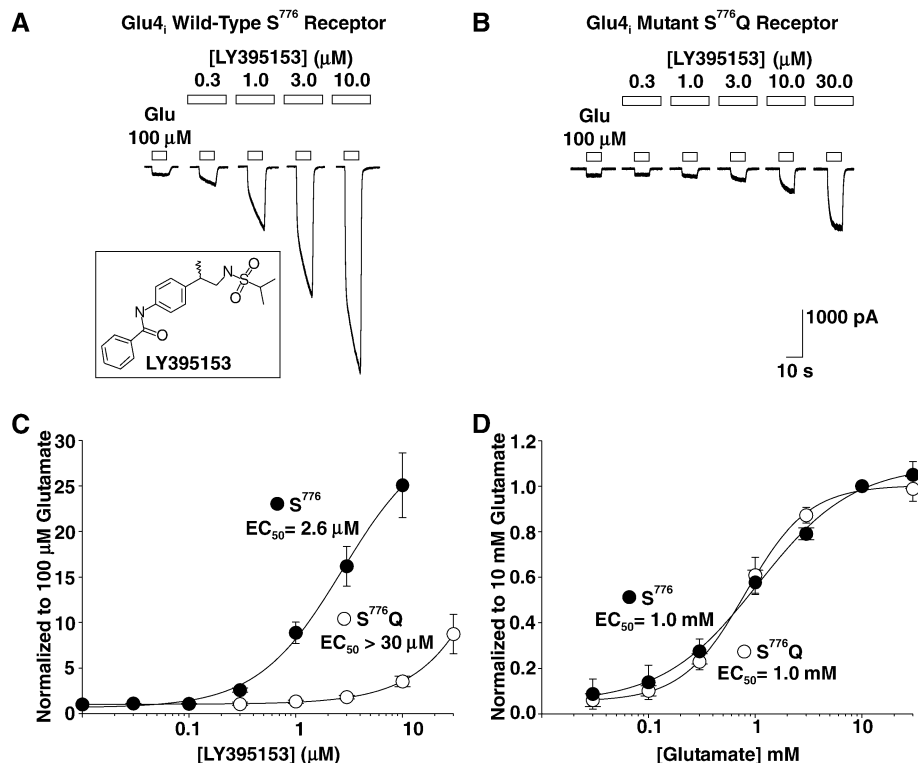 A
Glu4i Wild-Type S776 Receptor
[LY395153] (µM)
0.3 1.0 3.0 10.0
Glu
100 µM
N
S
O
O
N
O
LY395153
B
Glu4i Mutant S776Q Receptor
[LY395153] (µM)
0.3 1.0 3.0 10.0 30.0
Glu
100 µM
1000 pA
10 s
C
Normalized to 100 µM Glutamate
30
25
20
15
10
5
0
S776
EC50= 2.6 µM
S776Q
EC50 > 30 µM
0.1 1 10
[LY395153] (µM)
D
Normalized to 10 mM Glutamate
1.2
1.0
0.8
0.6
0.4
0.2
0.0
S776
EC50= 1.0 mM
S776Q
EC50= 1.0 mM
0.1 1 10
[Glutamate] mM